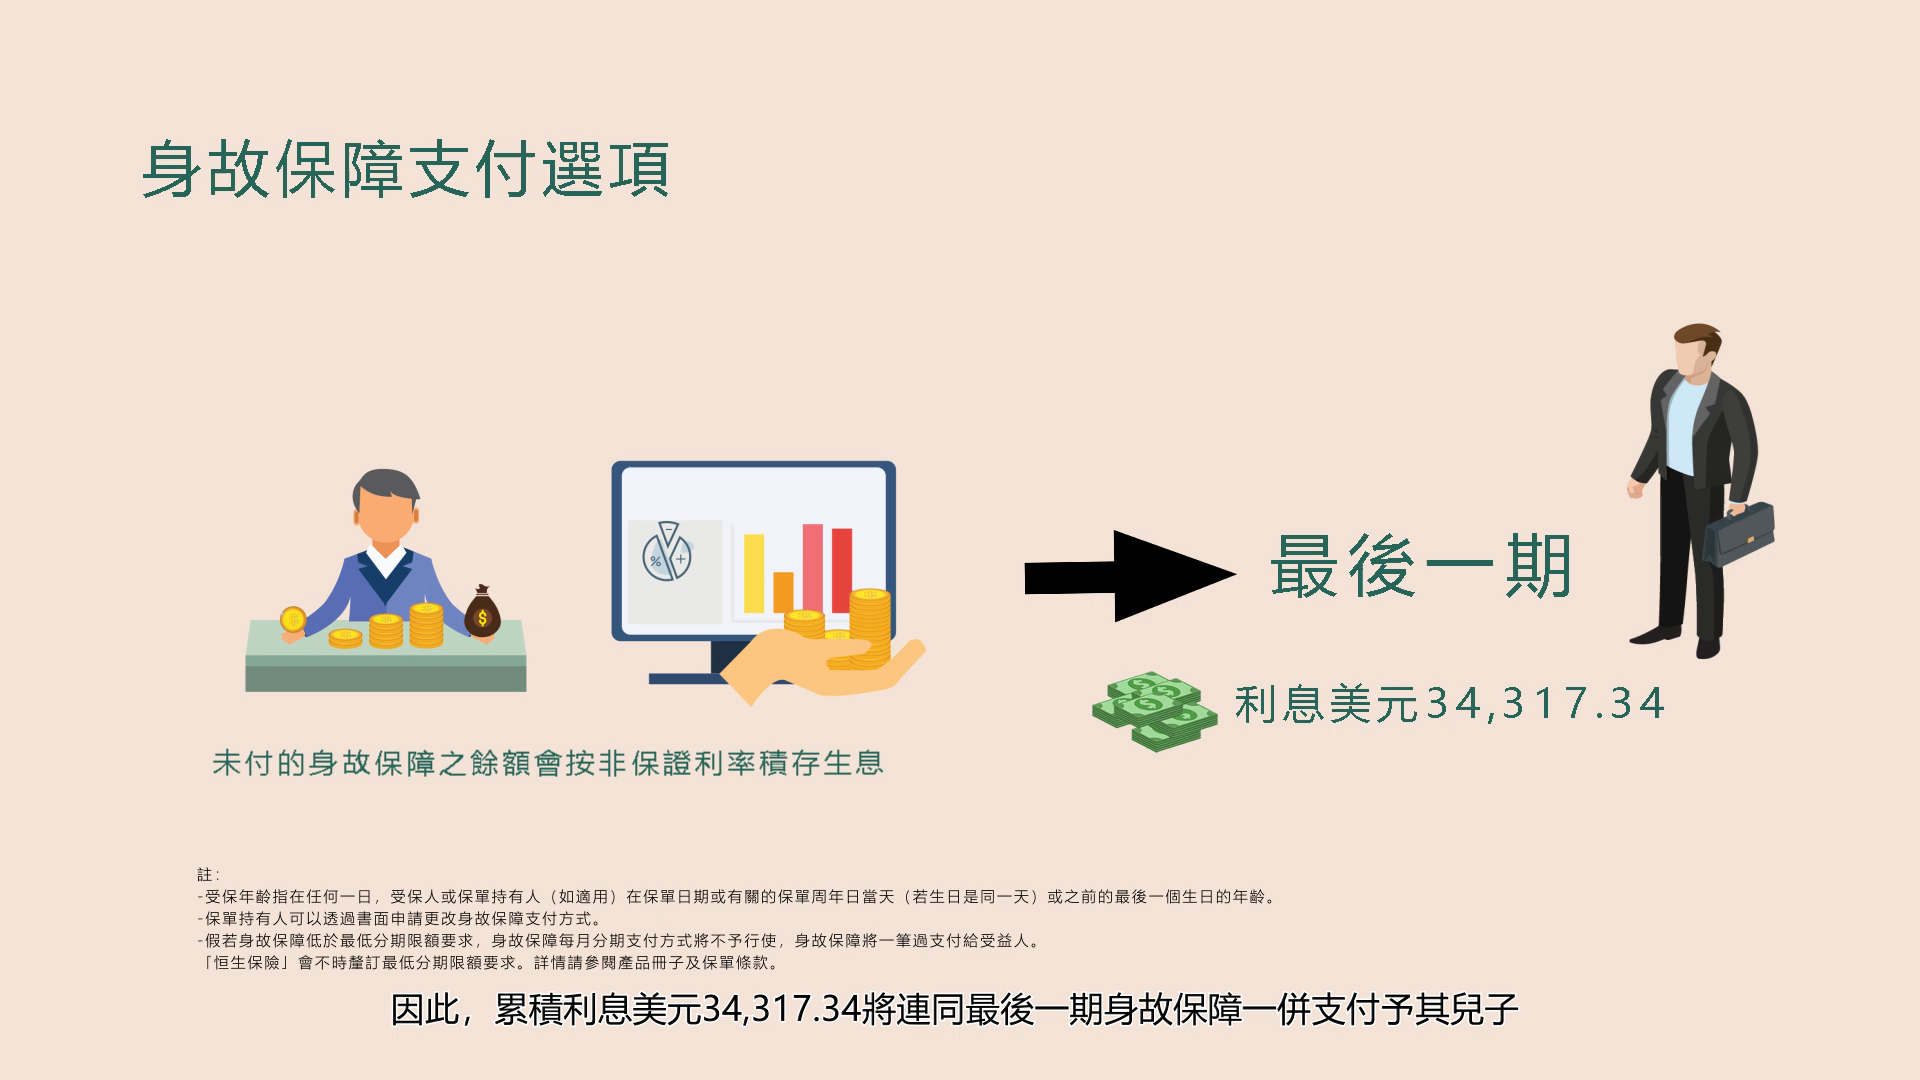 身故保障支付選項
最後一期
利息美元34,317.34
未付的身故保障之餘額會按非保證利率積存生息
註：
-受保年齡指在任何一日，受保人或保單持有人（如適用）在保單日期或有關的保單周年日當天（若生日是同一天）或之前的最後一個生日的年齡。
-保單持有人可以透過書面申請更改身故保障支付方式。
-假若身故保障低於最低分期限額要求，身故保障每月分期支付方式將不予行使，身故保障將一筆過支付給受益人。
「恒生保險」會不時釐訂最低分期限額要求。詳情請參閱產品冊子及保單條款。
因此，累積利息美元34,317.34將連同最後一期身故保障一併支付予其兒子